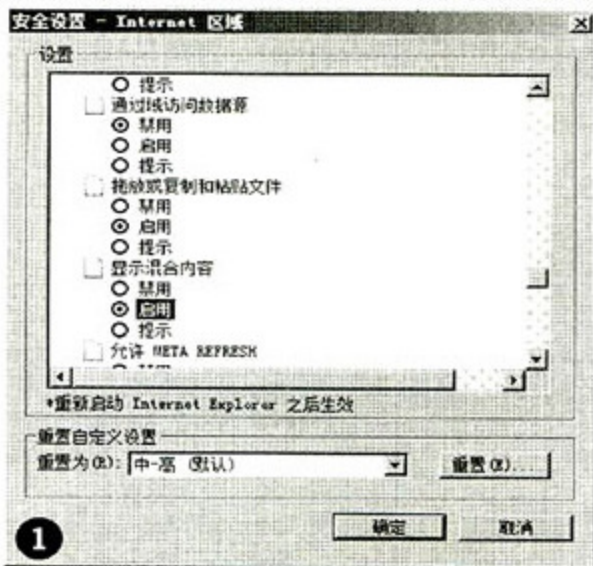 安全设置 - Internet 区域
设置
提示
通过域访问数据源
禁用
启用
提示
拖放或复制和粘贴文件
禁用
启用
提示
显示混合内容
禁用
启用
提示
允许 META REFRESH
*重新启动 Internet Explorer 之后生效
重置自定义设置
重置为(R): 中-高 (默认) 重置(E)...
确定 取消
1